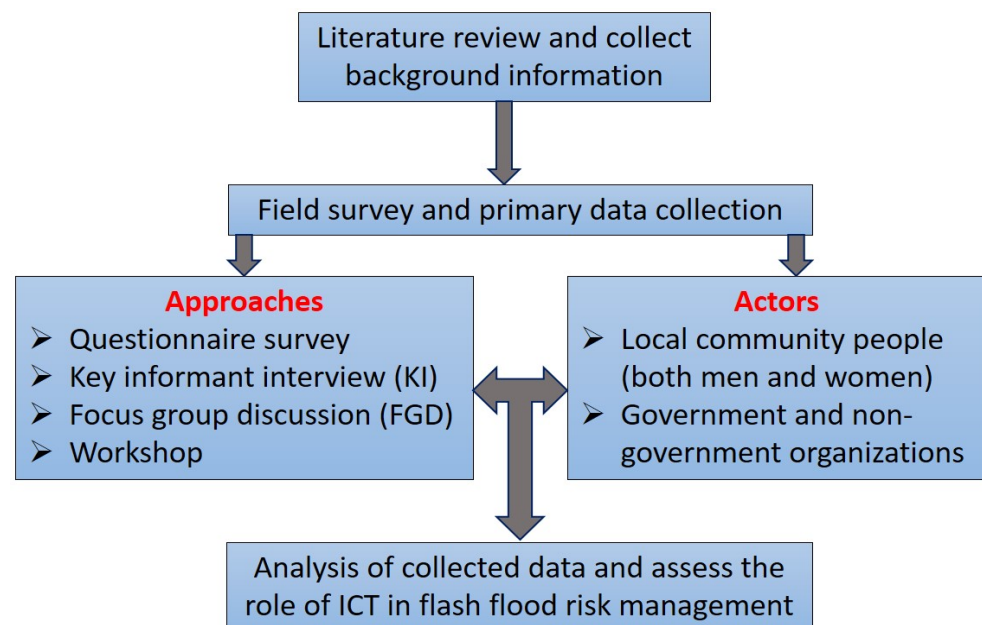 Literature review and collect
background information
Field survey and primary data collection
Approaches
➢ Questionnaire survey
➢ Key informant interview (KI)
➢ Focus group discussion (FGD)
➢ Workshop
Actors
➢ Local community people
(both men and women)
➢ Government and non-
government organizations
Analysis of collected data and assess the
role of ICT in flash flood risk management